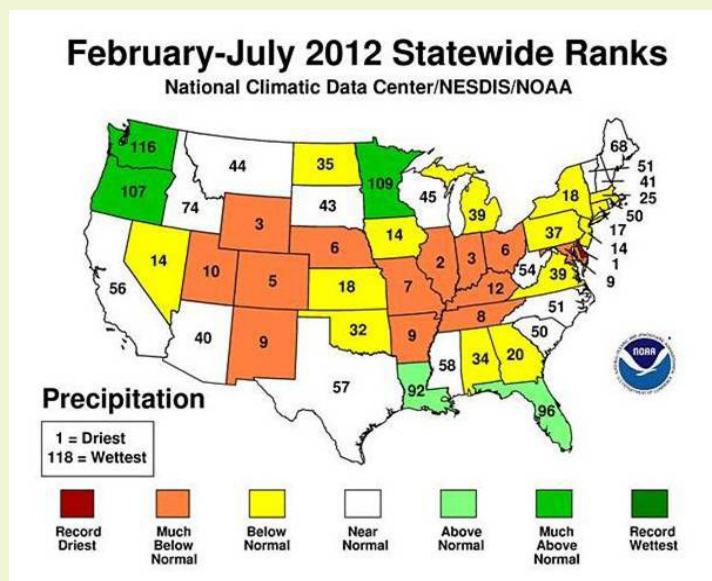 February-July 2012 Statewide Ranks
National Climatic Data Center/NESDIS/NOAA
116
44
35
109
68
51
107
74
43
45
41
3
39
18
25
50
14
6
14
37
17
10
5
2
3
6
14
56
18
7
54
39
1
12
9
40
9
32
9
8
51
50
58
34
20
57
92
96
NOAA
Precipitation
1 = Driest
118 = Wettest
Record
Driest
Much
Below
Normal
Below
Normal
Near
Normal
Above
Normal
Much
Above
Normal
Record
Wettest